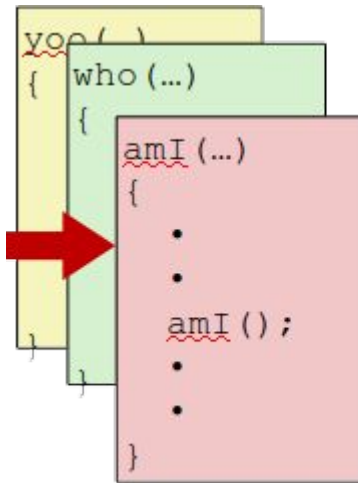 yoo(…)
{
}
who(…)
{
}
amI(…)
{
•
•
amI();
•
•
}